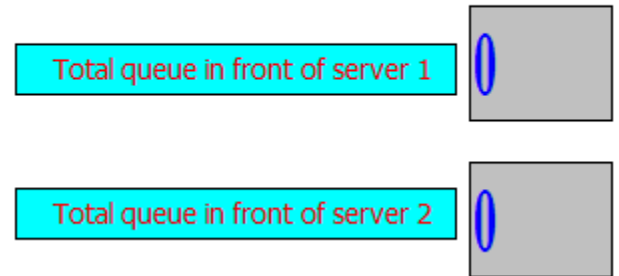 Total queue in front of server 1
0
Total queue in front of server 2
0